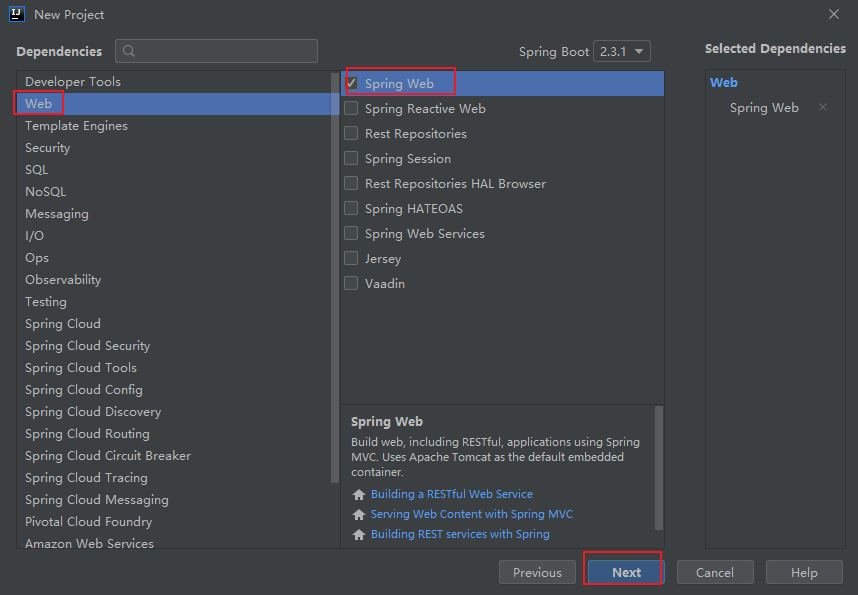 IJ New Project
Dependencies
Spring Boot 2.3.1
Selected Dependencies
Developer Tools
Web
Template Engines
Security
SQL
NoSQL
Messaging
I/O
Ops
Observability
Testing
Spring Cloud
Spring Cloud Security
Spring Cloud Tools
Spring Cloud Config
Spring Cloud Discovery
Spring Cloud Routing
Spring Cloud Circuit Breaker
Spring Cloud Tracing
Spring Cloud Messaging
Pivotal Cloud Foundry
Amazon Web Services
Spring Web
Spring Reactive Web
Rest Repositories
Spring Session
Rest Repositories HAL Browser
Spring HATEOAS
Spring Web Services
Jersey
Vaadin
Spring Web
Build web, including RESTful, applications using Spring
MVC. Uses Apache Tomcat as the default embedded
container.
Building a RESTful Web Service
Serving Web Content with Spring MVC
Building REST services with Spring
Web
Spring Web
Previous
Next
Cancel
Help